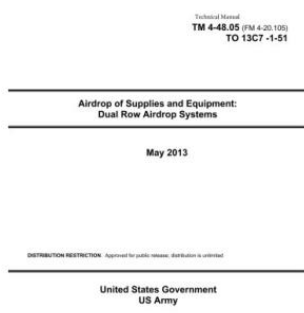 Technical Manual
TM 4-48.05 (FM 4-20.105)
TO 13C7 -1-51
Airdrop of Supplies and Equipment:
Dual Row Airdrop Systems
May 2013
DISTRIBUTION RESTRICTION Approved for public release; distribution is unlimited
United States Government
US Army